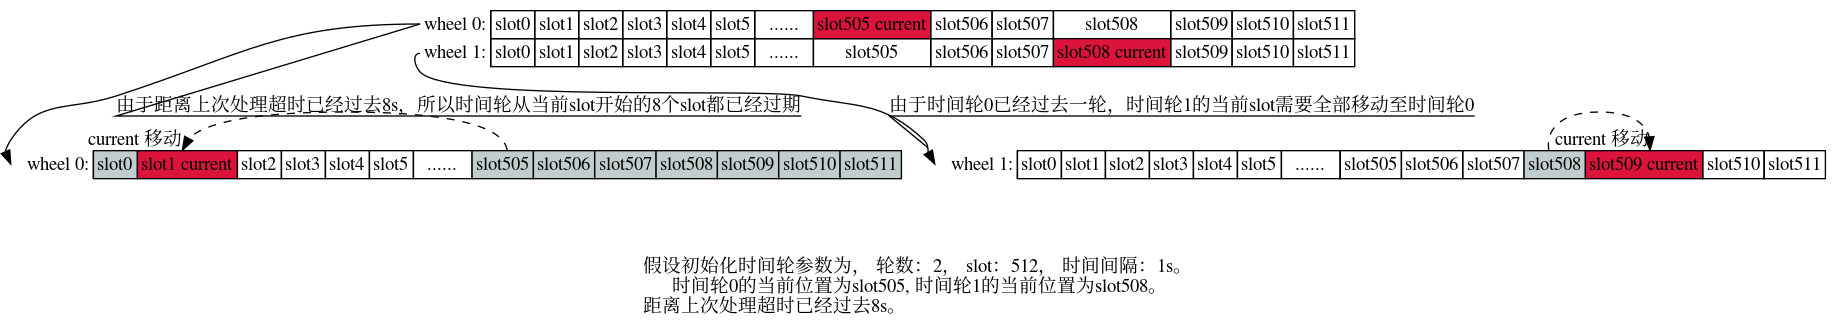 wheel 0: slot0 slot1 slot2 slot3 slot4 slot5 ...... slot505 current slot506 slot507 slot508 slot509 slot510 slot511
wheel 1: slot0 slot1 slot2 slot3 slot4 slot5 ...... slot505 slot506 slot507 slot508 current slot509 slot510 slot511
由于距离上次处理超时已经过去8s，所以时间轮从当前slot开始的8个slot都已经过期
由于时间轮0已经过去一轮，时间轮1的当前slot需要全部移动至时间轮0
current 移动
current 移动
wheel 0: slot0 slot1 current slot2 slot3 slot4 slot5 ...... slot505 slot506 slot507 slot508 slot509 slot510 slot511
wheel 1: slot0 slot1 slot2 slot3 slot4 slot5 ...... slot505 slot506 slot507 slot508 slot509 current slot510 slot511
假设初始化时间轮参数为， 轮数：2， slot：512， 时间间隔：1s。
时间轮0的当前位置为slot505, 时间轮1的当前位置为slot508。
距离上次处理超时已经过去8s。